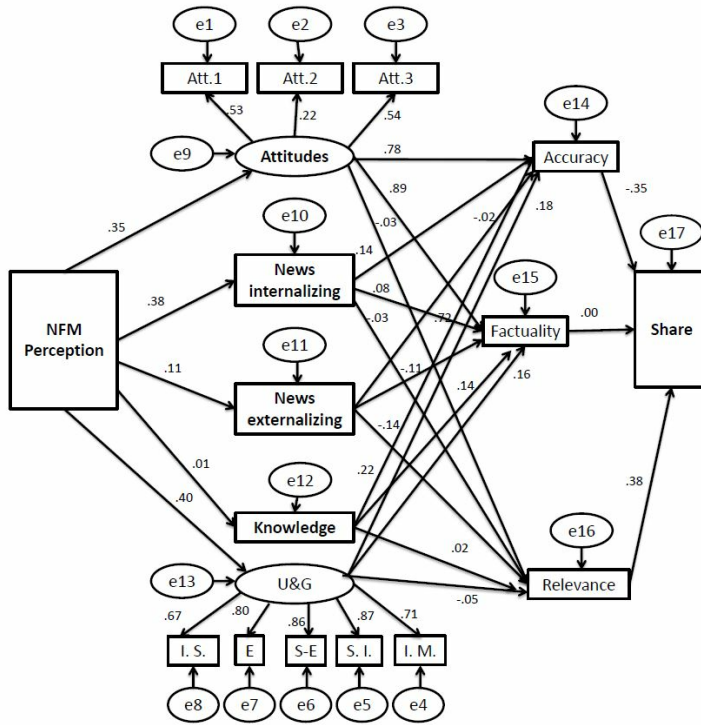 e1
e2
e3
Att.1
Att.2
Att.3
e14
.53
.22
.54
e9
Attitudes
.78
Accuracy
e10
.89
-.02
.18
-.35
.35
-.03
e17
.14
News
internalizing
e15
.38
.08
.72
NFM
Perception
-.03
Factuality
.00
Share
e11
.11
News
externalizing
-.11
.14
.16
-.14
.01
e12
.22
.38
.40
Knowledge
e16
.02
e13
U&G
Relevance
-.05
.67
.80
.86
.87
.71
I. S.
E
S-E
S. I.
I. M.
e8
e7
e6
e5
e4